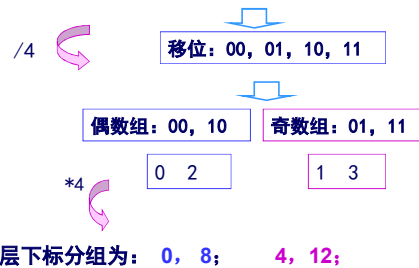 /4
移位：00，01，10，11
偶数组：00，10 奇数组：01，11
0 2 1 3
*4
层下标分组为： 0， 8； 4，12；